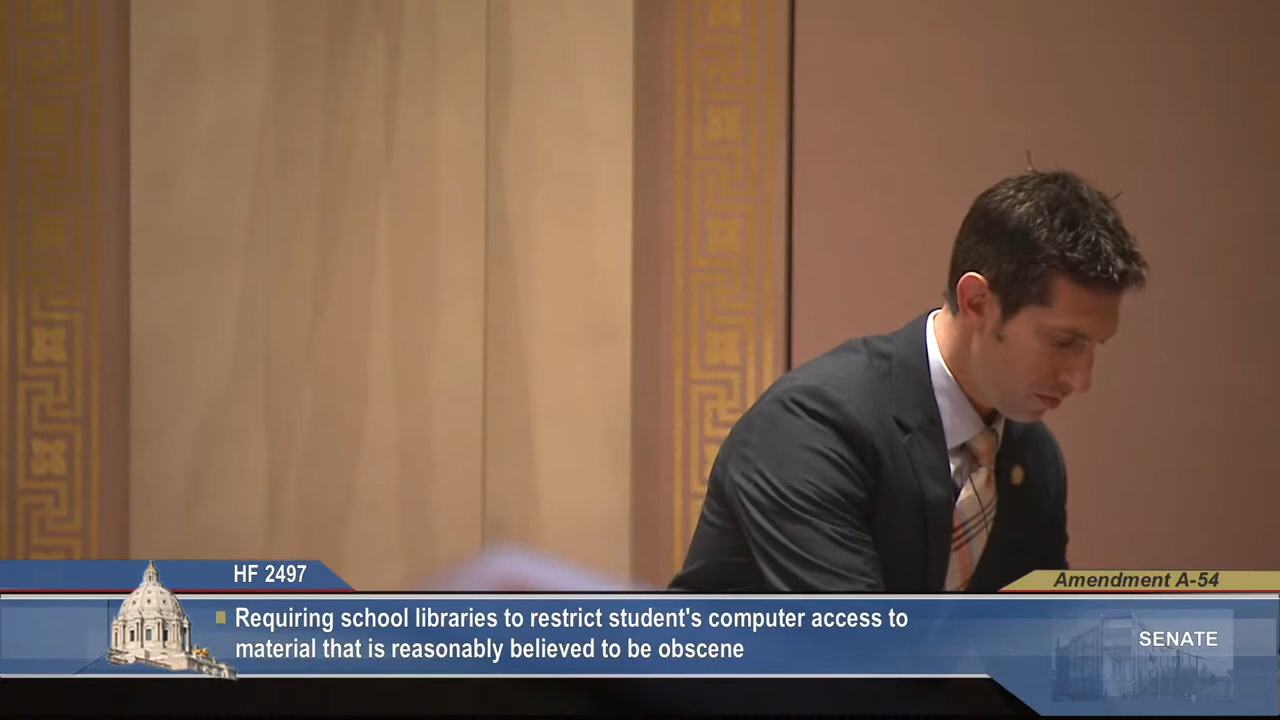 HF 2497
Amendment A-54
Requiring school libraries to restrict student's computer access to
material that is reasonably believed to be obscene
SENATE